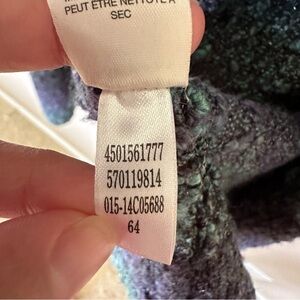 PEUT ÊTRE NETTOYÉ À
SEC
4501561777
570119814
015-14C05688
64